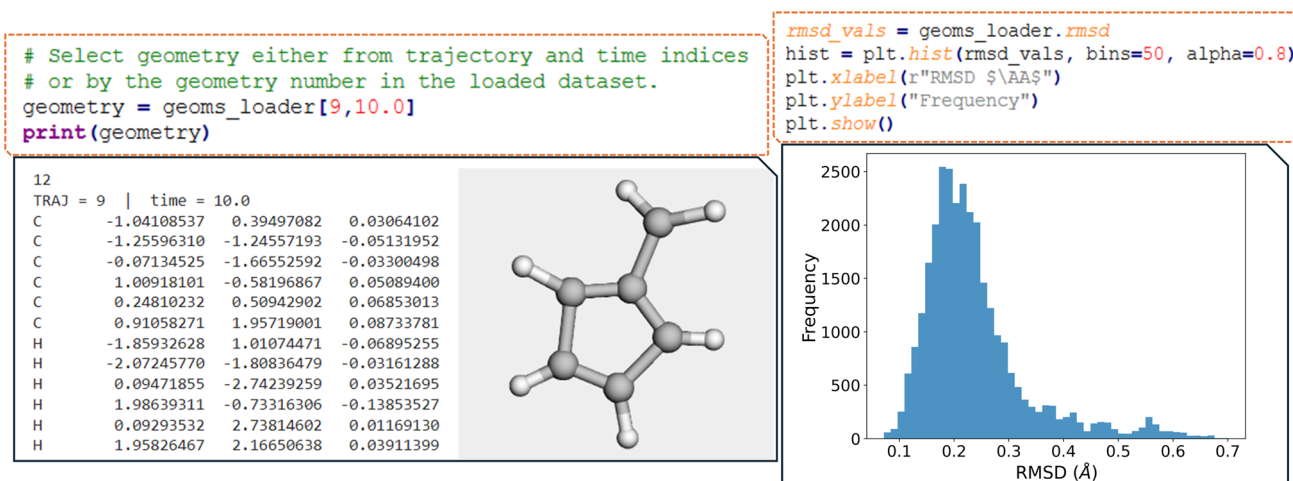 # Select geometry either from trajectory and time indices
# or by the geometry number in the loaded dataset.
geometry = geoms_loader[9,10.0]
print(geometry)
12
TRAJ = 9 | time = 10.0
C -1.04108537 0.39497082 0.03064102
C -1.25596310 -1.24557193 -0.05131952
C -0.07134525 -1.66552592 -0.03300498
C 1.00918101 -0.58196867 0.05089400
C 0.24810232 0.50942902 0.06853013
C 0.91058271 1.95719001 0.08733781
H -1.85932628 1.01074471 -0.06895255
H -2.07245770 -1.80836479 -0.03161288
H 0.09471855 -2.74239259 0.03521695
H 1.98639311 -0.73316306 -0.13853527
H 0.09293532 2.73814602 0.01169130
H 1.95826467 2.16650638 0.03911399
rmsd_vals = geoms_loader.rmsd
hist = plt.hist(rmsd_vals, bins=50, alpha=0.8)
plt.xlabel(r"RMSD $\AA$")
plt.ylabel("Frequency")
plt.show()
Frequency
2500
2000
1500
1000
500
0
0.1 0.2 0.3 0.4 0.5 0.6 0.7
RMSD (Å)